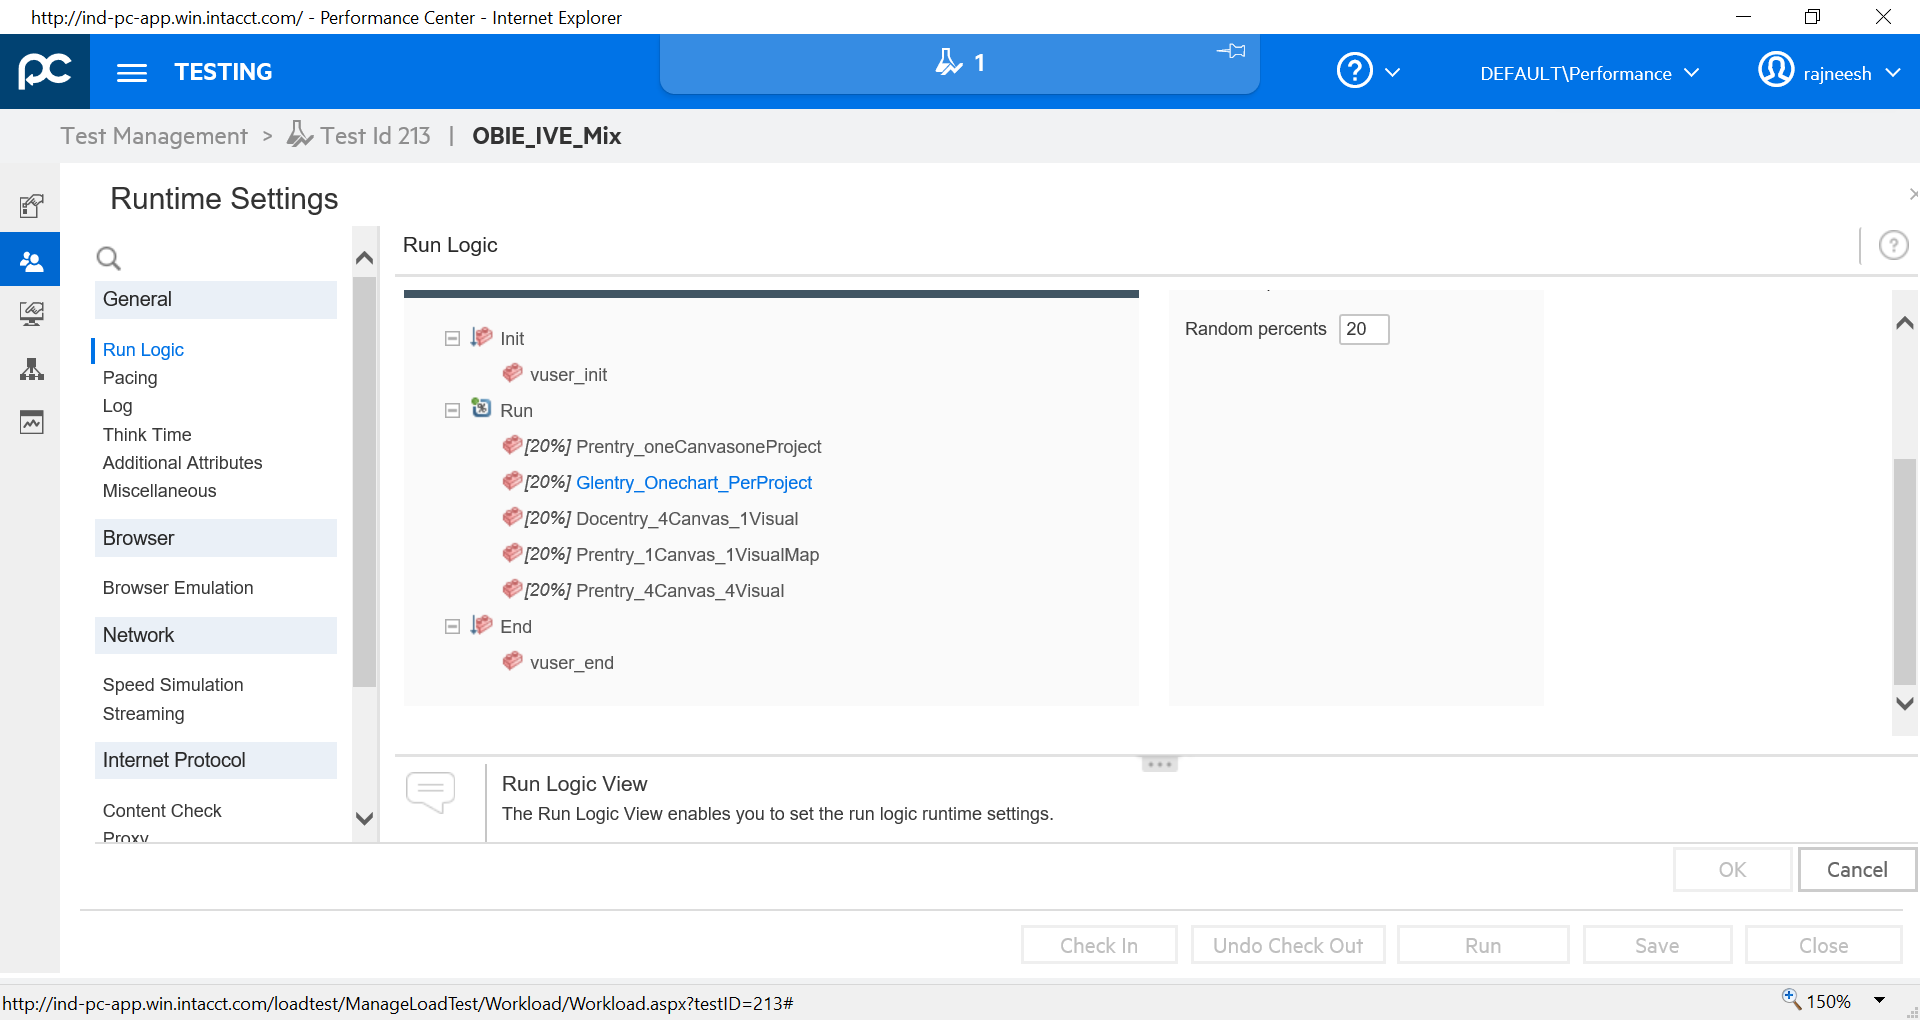 http://ind-pc-app.win.intacct.com/ - Performance Center - Internet Explorer
pc
TESTING
1
?
DEFAULT\Performance
rajneesh
Test Management > Test Id 213 | OBIE_IVE_Mix
Runtime Settings
General
Run Logic
Pacing
Log
Think Time
Additional Attributes
Miscellaneous
Browser
Browser Emulation
Network
Speed Simulation
Streaming
Internet Protocol
Content Check
Proxy
Run Logic
?
Init
vuser_init
Run
[20%] Prentry_oneCanvasoneProject
[20%] Glentry_Onechart_PerProject
[20%] Docentry_4Canvas_1Visual
[20%] Prentry_1Canvas_1VisualMap
[20%] Prentry_4Canvas_4Visual
End
vuser_end
Random percents 20
Run Logic View
The Run Logic View enables you to set the run logic runtime settings.
OK
Cancel
Check In
Undo Check Out
Run
Save
Close
http://ind-pc-app.win.intacct.com/loadtest/ManageLoadTest/Workload/Workload.aspx?testID=213#
150%